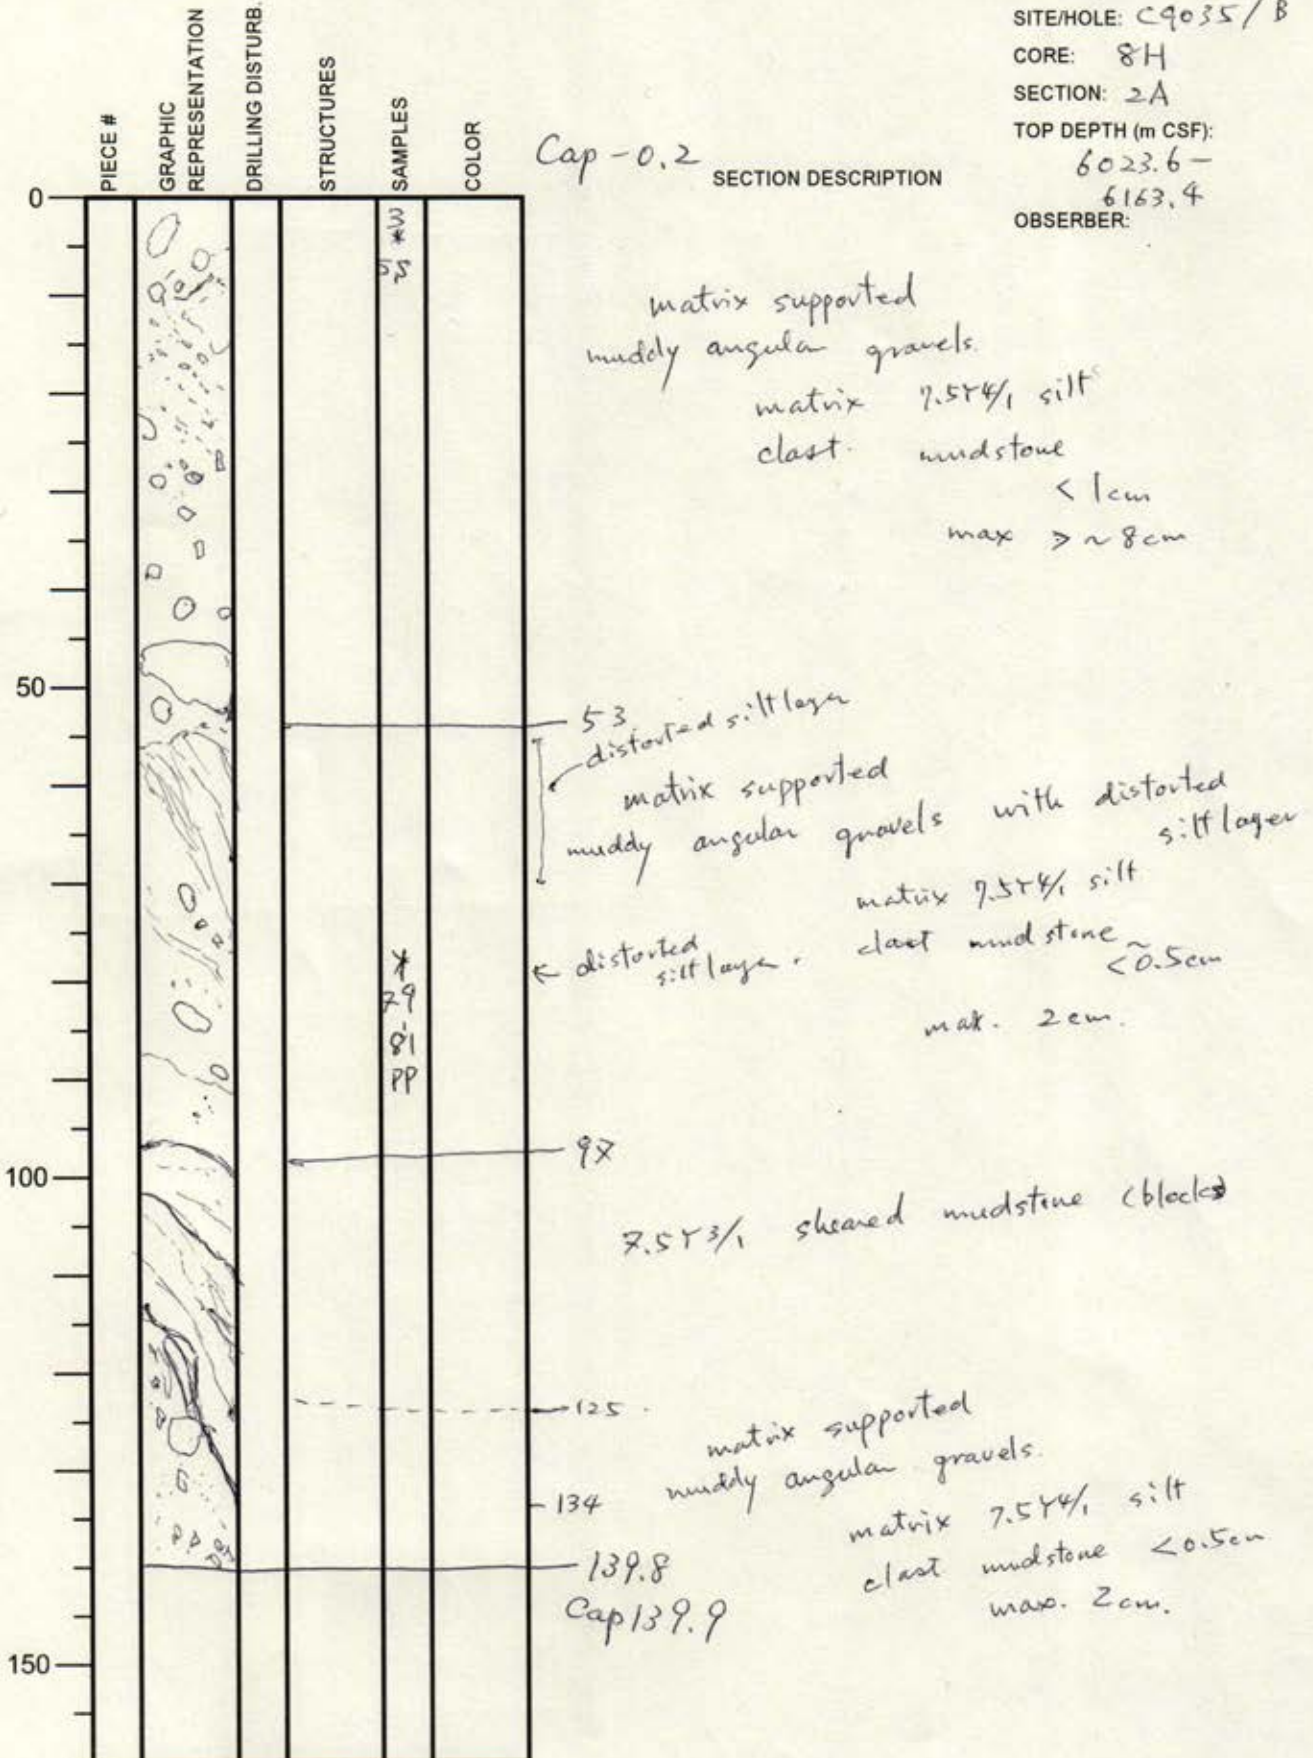 SITE/HOLE: C9035/B
CORE: 8H
SECTION: 2A
TOP DEPTH (m CSF):
6023.6-
6163.4
OBSERBER:
PIECE #
GRAPHIC
REPRESENTATION
DRILLING DISTURB.
STRUCTURES
SAMPLES
COLOR
Cap-0.2
SECTION DESCRIPTION
0
SS
matrix supported
muddy angular gravels.
matrix 7.5Y4/1 silt
clast. mudstone
< 1cm
max > ~ 8cm
50
53
distorted silt layer
matrix supported
muddy angular gravels with distorted
silt layer
matrix 7.5Y4/1 silt
distorted
silt layer.
clast mudstone
<0.5cm
max. 2cm.
79
81
PP
97
100
7.5Y3/1 sheared mudstone (blocks
125
matrix supported
muddy angular gravels.
134
matrix 7.5Y4/1 silt
clast mudstone <0.5cm
max. 2cm.
139.8
Cap139.9
150